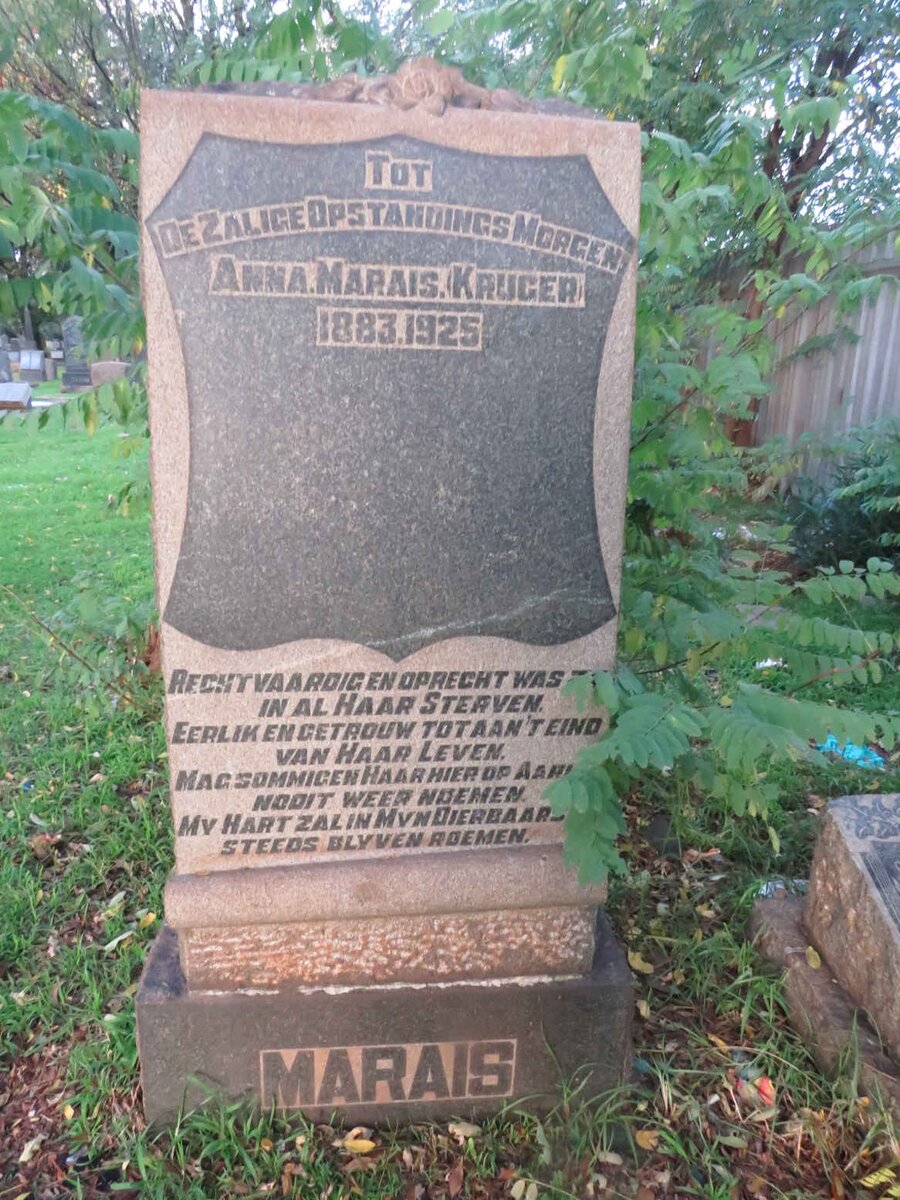 TOT
DE ZALIGE OPSTANDINGS MORGEN
ANNA. MARAIS. KRUGER
1883.1925
RECHTVAARDIG EN OPRECHT WAS
IN AL HAAR STERVEN.
EERLIK EN GETROUW TOT AAN'T EIND
VAN HAAR LEVEN.
MAG SOMMIGEN HAAR HIER OP
NOOIT WEER NOEMEN
MY HART ZAL IN MYN
STEEDS BLYVEN ROEMEN.
MARAIS